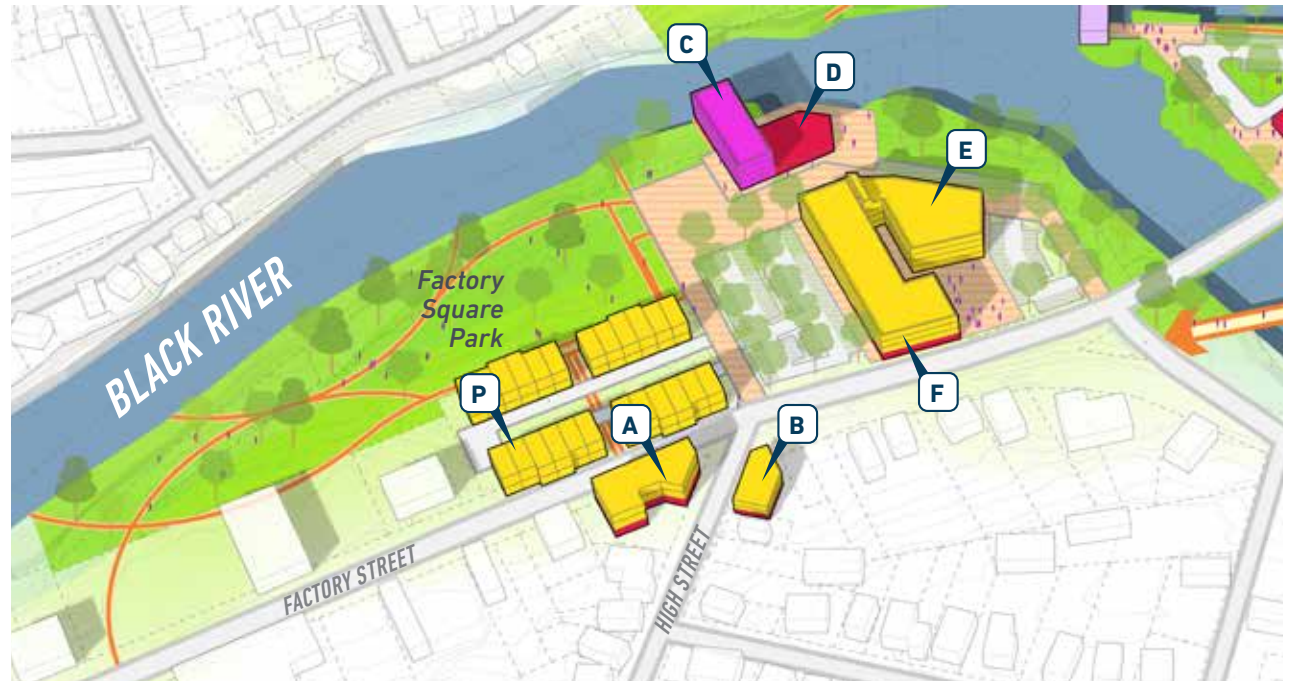 C
D
E
BLACK RIVER
Factory
Square
Park
P
A
B
F
FACTORY STREET
HIGH STREET